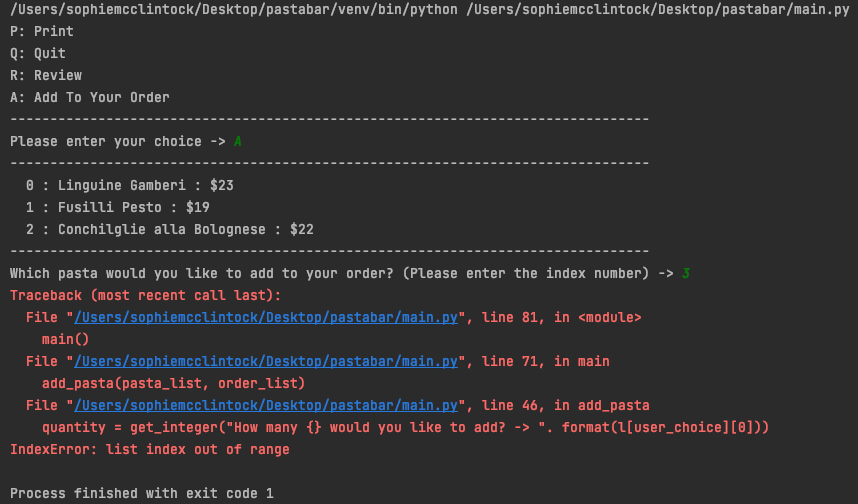 /Users/sophiemcclintock/Desktop/pastabar/venv/bin/python /Users/sophiemcclintock/Desktop/pastabar/main.py
P: Print
Q: Quit
R: Review
A: Add To Your Order
--------------------------------------------------------------------------------
Please enter your choice -> A
--------------------------------------------------------------------------------
  0 : Linguine Gamberi : $23
  1 : Fusilli Pesto : $19
  2 : Conchilglie alla Bolognese : $22
--------------------------------------------------------------------------------
Which pasta would you like to add to your order? (Please enter the index number) -> 3
Traceback (most recent call last):
  File "/Users/sophiemcclintock/Desktop/pastabar/main.py", line 81, in <module>
    main()
  File "/Users/sophiemcclintock/Desktop/pastabar/main.py", line 71, in main
    add_pasta(pasta_list, order_list)
  File "/Users/sophiemcclintock/Desktop/pastabar/main.py", line 46, in add_pasta
    quantity = get_integer("How many {} would you like to add? -> ". format(l[user_choice][0]))
IndexError: list index out of range

Process finished with exit code 1